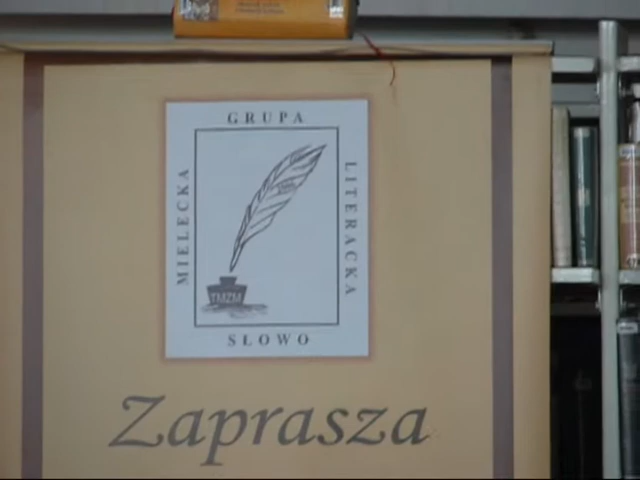 GRUPA
MIELECKA
LITERACKA
TMZM
SŁOWO
Zaprasza